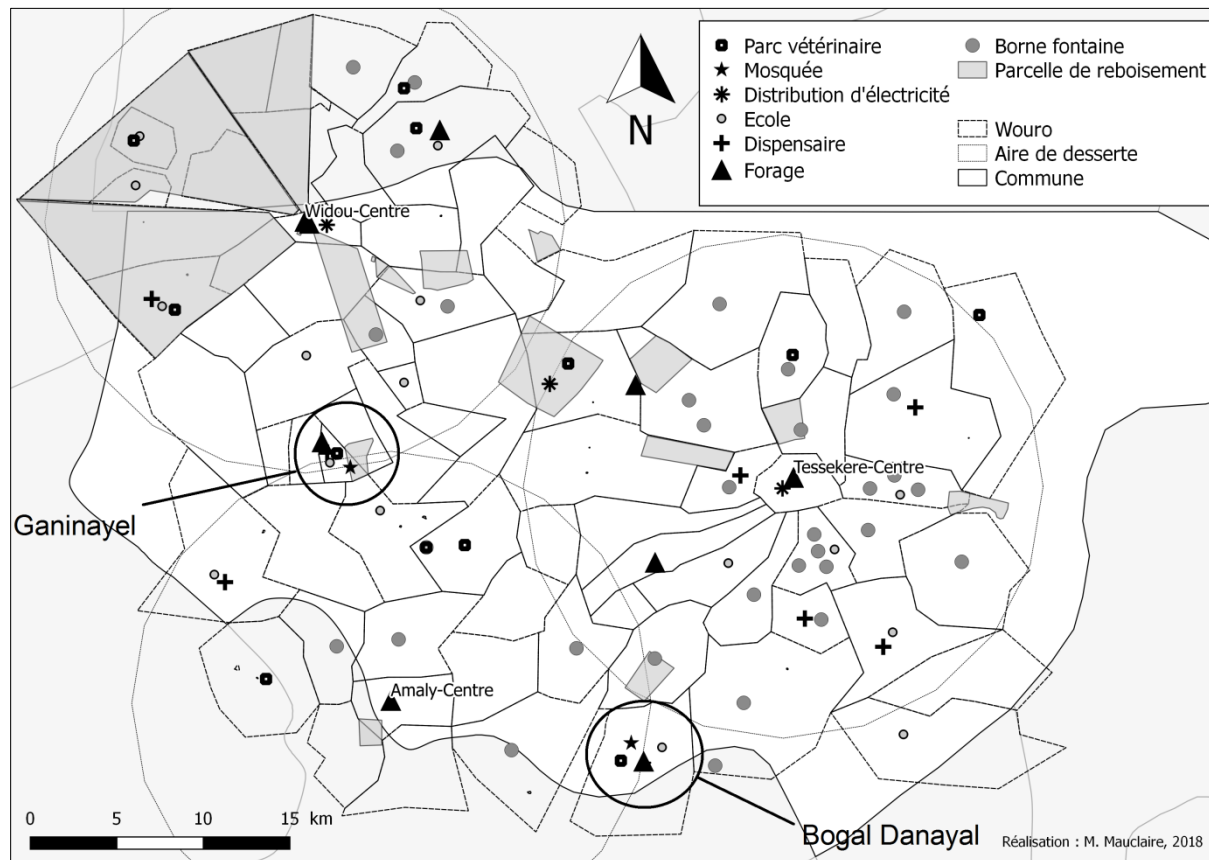 Parc vétérinaire
Mosquée
Distribution d'électricité
Ecole
Dispensaire
Forage
Borne fontaine
Parcelle de reboisement
Wouro
Aire de desserte
Commune
N
Widou-Centre
Tessekere-Centre
Ganinayel
Amaly-Centre
Bogal Danayal
0 5 10 15 km
Réalisation : M. Mauclaire, 2018